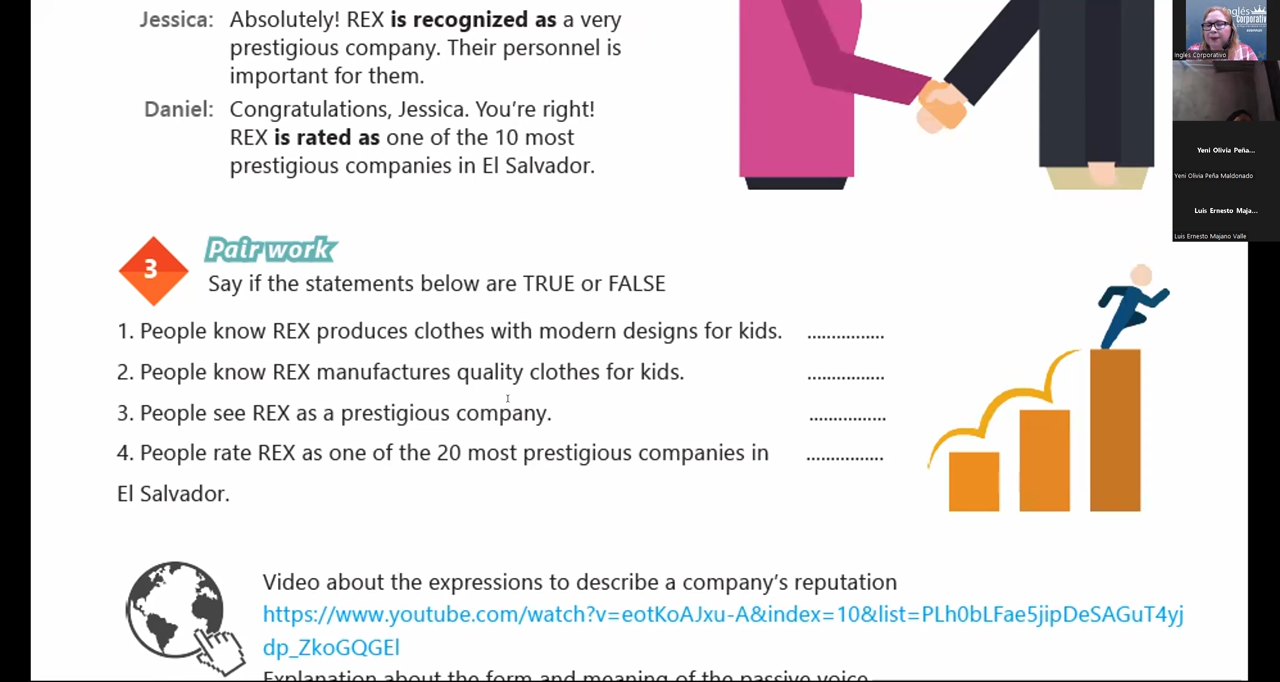 Jessica: Absolutely! REX is recognized as a very
prestigious company. Their personnel is
important for them.
Daniel: Congratulations, Jessica. You're right!
REX is rated as one of the 10 most
prestigious companies in El Salvador.
3
Pair work
Say if the statements below are TRUE or FALSE
1. People know REX produces clothes with modern designs for kids. ................
2. People know REX manufactures quality clothes for kids. ................
3. People see REX as a prestigious company. ................
4. People rate REX as one of the 20 most prestigious companies in ................
El Salvador.
Video about the expressions to describe a company's reputation
https://www.youtube.com/watch?v=eotKoAJxu-A&index=10&list=PLh0bLFae5jipDeSAGuT4yj
dp_ZkoGQGEl
Explanation about the form and meaning of the passive voice
Inglés Corporativo
Yeni Olivia Peña...
Yeni Olivia Peña Maldonado
Luis Ernesto Maja...
Luis Ernesto Majano Valle